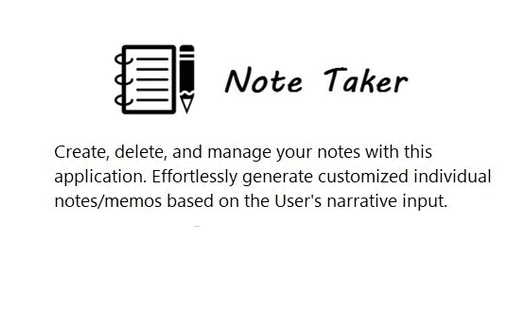 Note Taker
Create, delete, and manage your notes with this
application. Effortlessly generate customized individual
notes/memos based on the User's narrative input.